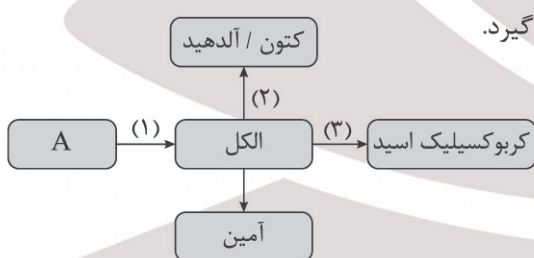 گیرد.
کتون / آلدهید
(۲)
A
(۱)
الکل
(۳)
کربوکسیلیک اسید
آمین